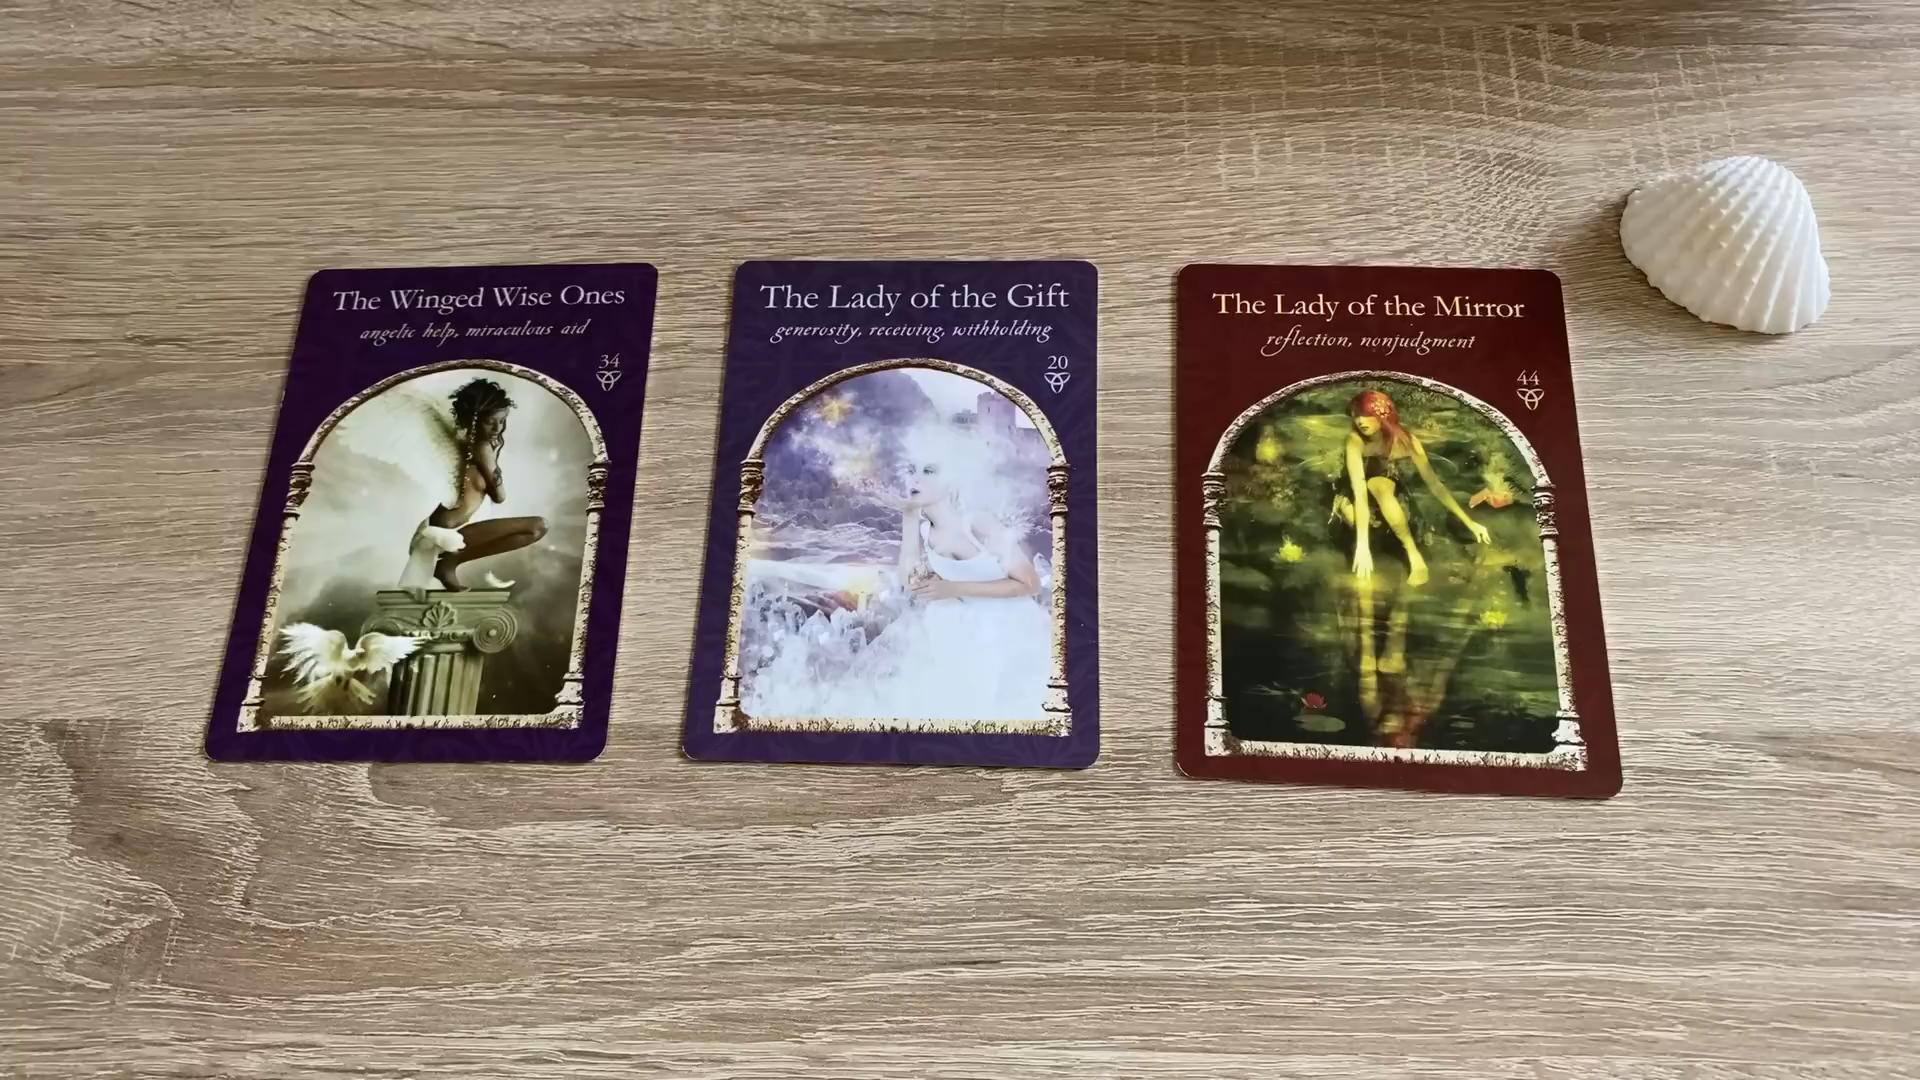 The Winged Wise Ones
angelic help, miraculous aid
34
The Lady of the Gift
generosity, receiving, withholding
20
The Lady of the Mirror
reflection, nonjudgment
44